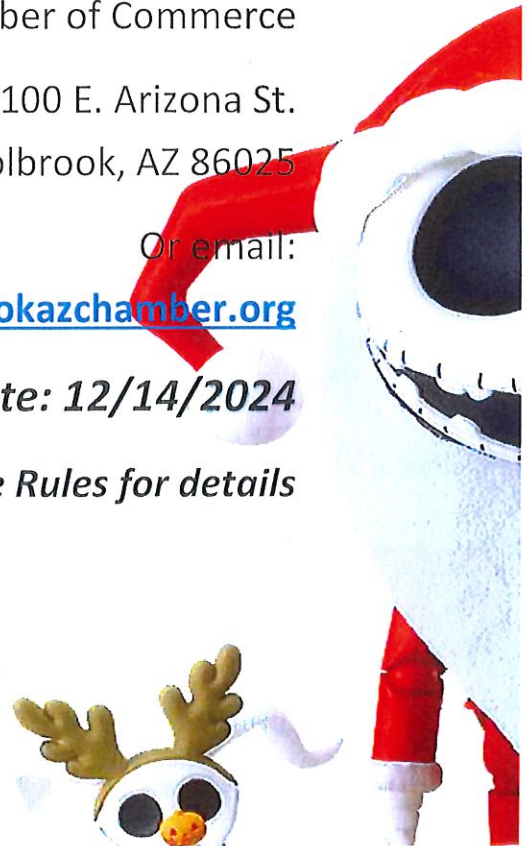 ber of Commerce
100 E. Arizona St.
olbrook, AZ 86025
Or email:
okazchamber.org
te: 12/14/2024
e Rules for details